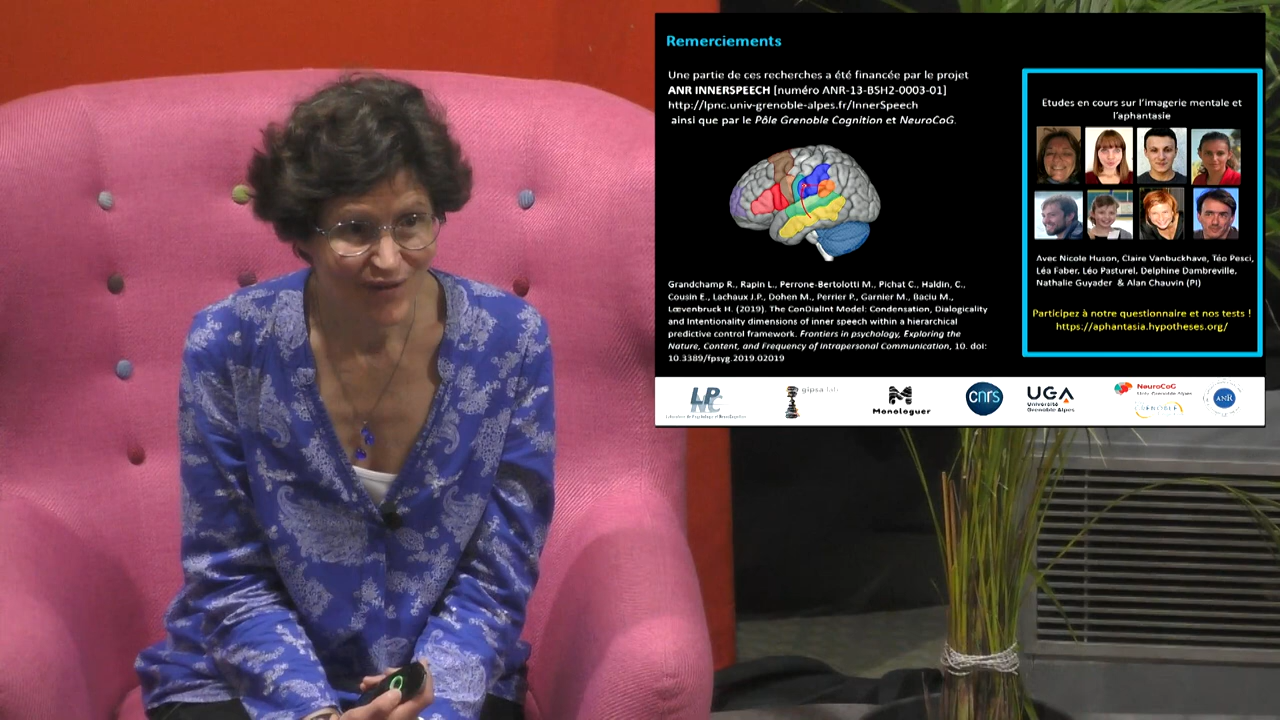 Remerciements
Une partie de ces recherches a été financée par le projet
ANR INNERSPEECH [numéro ANR-13-BSH2-0003-01]
http://lpnc.univ-grenoble-alpes.fr/InnerSpeech
ainsi que par le Pôle Grenoble Cognition et NeuroCoG.
Grandchamp R., Rapin L., Perrone-Bertolotti M., Pichat C., Haldin, C.,
Cousin E., Lachaux J.P., Dohen M., Perrier P., Garnier M., Baciu M.,
Lœvenbruck H. (2019). The ConDialInt Model: Condensation, Dialogicality
and Intentionality dimensions of inner speech within a hierarchical
predictive control framework. Frontiers in psychology, Exploring the
Nature, Content, and Frequency of Intrapersonal Communication, 10. doi:
10.3389/fpsyg.2019.02019
Etudes en cours sur l'imagerie mentale et
l'aphantasie
Avec Nicole Huson, Claire Vanbuckhave, Téo Pesci,
Léa Faber, Léo Pasturel, Delphine Dambreville,
Nathalie Guyader & Alan Chauvin (PI)
Participez à notre questionnaire et nos tests !
https://aphantasia.hypotheses.org/
LPNC
gipsa-lab
Monologuer
cnrs
UGA
Université
Grenoble Alpes
NeuroCoG
Univ. Grenoble Alpes
GRENOBLE
ANR